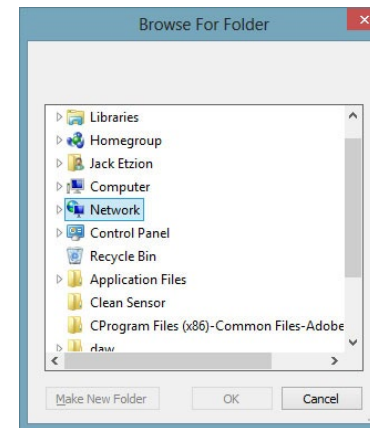 Browse For Folder
Libraries
Homegroup
Jack Etzion
Computer
Network
Control Panel
Recycle Bin
Application Files
Clean Sensor
CProgram Files (x86)-Common Files-Adobe
daw
Make New Folder
OK
Cancel